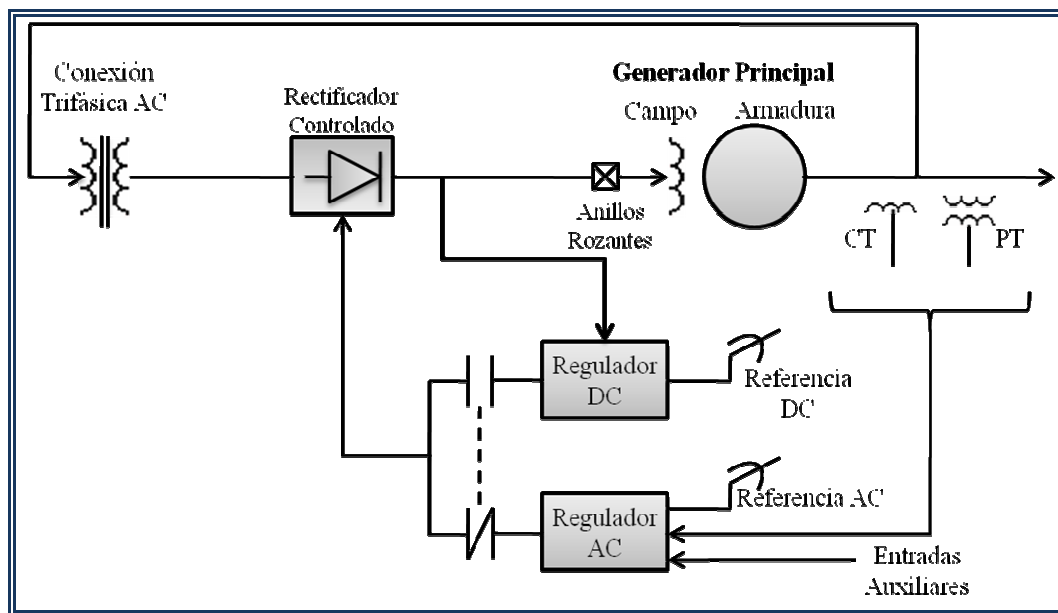 Conexión
Trifásica AC
Rectificador
Controlado
Generador Principal
Campo
Armadura
Anillos
Rozantes
CT
PT
Regulador
DC
Referencia
DC
Regulador
AC
Referencia AC
Entradas
Auxiliares